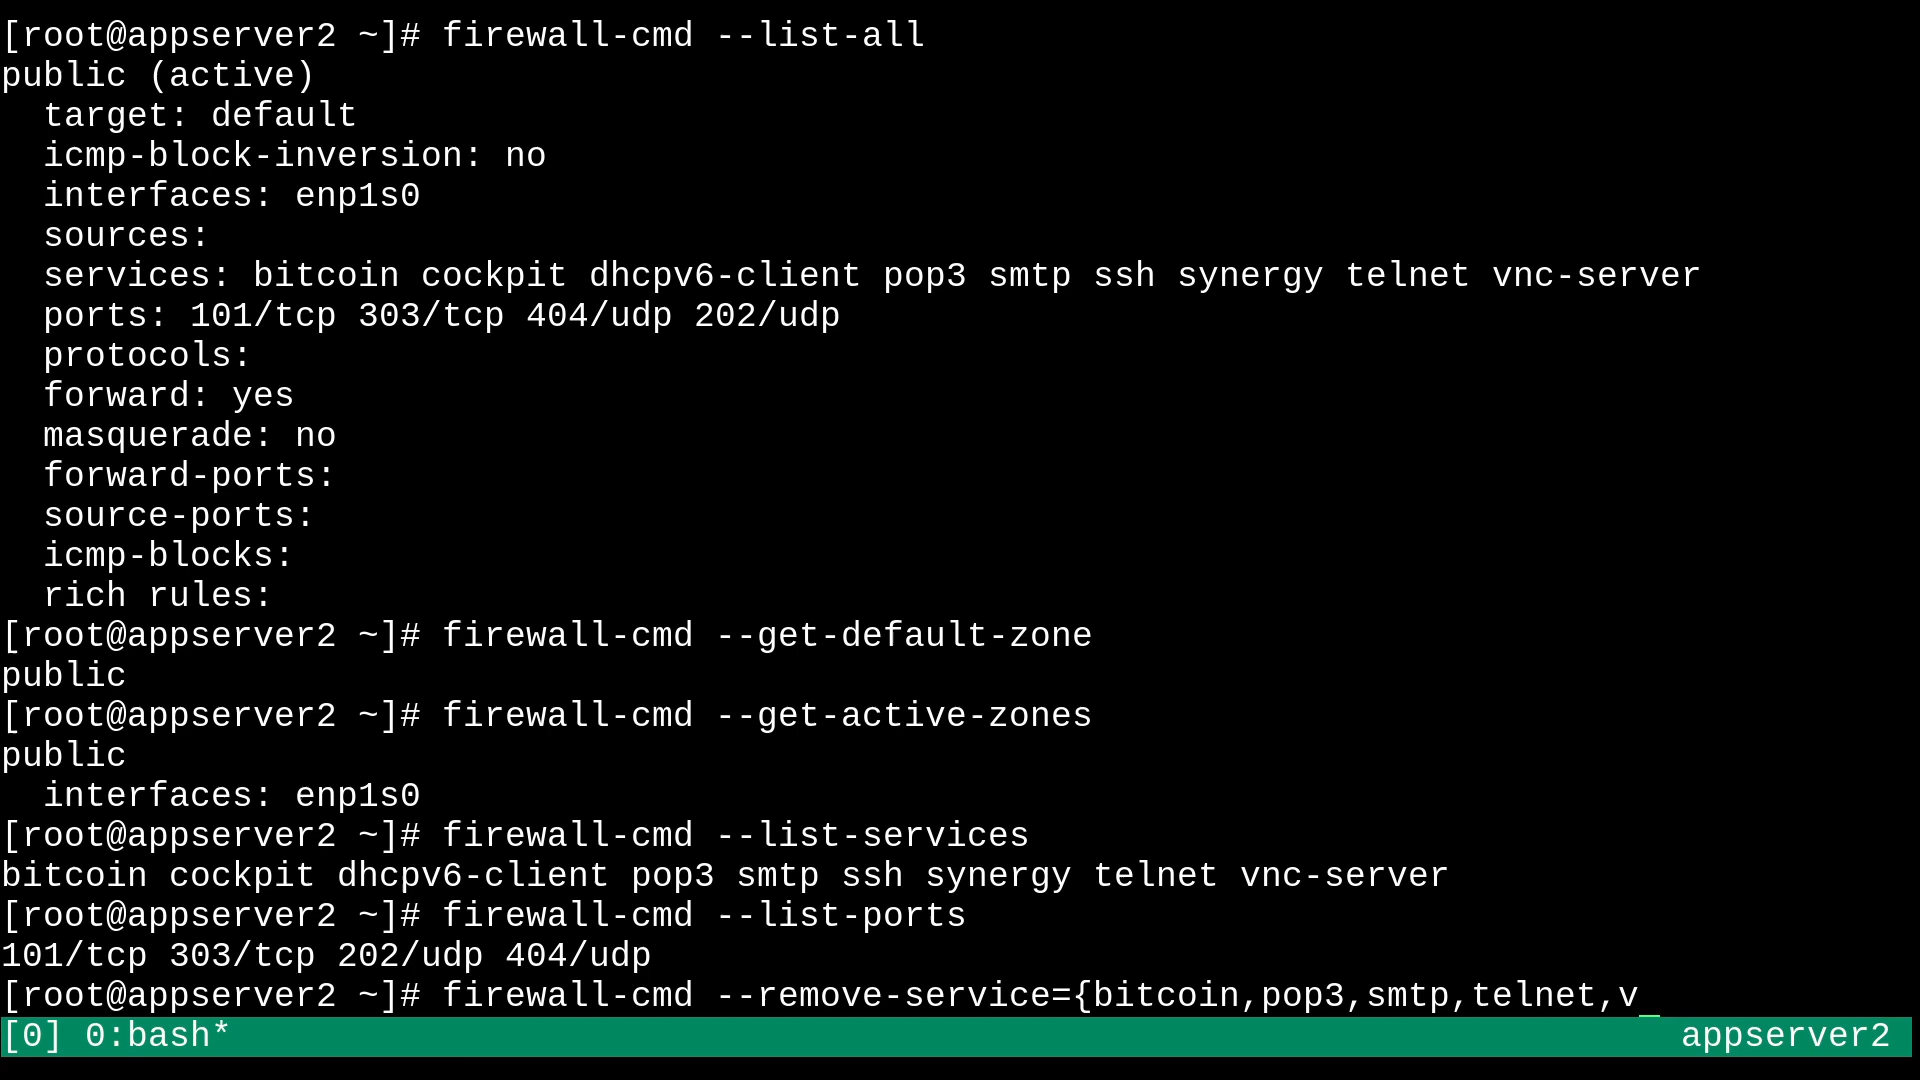 [root@appserver2 ~]# firewall-cmd --list-all
public (active)
  target: default
  icmp-block-inversion: no
  interfaces: enp1s0
  sources:
  services: bitcoin cockpit dhcpv6-client pop3 smtp ssh synergy telnet vnc-server
  ports: 101/tcp 303/tcp 404/udp 202/udp
  protocols:
  forward: yes
  masquerade: no
  forward-ports:
  source-ports:
  icmp-blocks:
  rich rules:
[root@appserver2 ~]# firewall-cmd --get-default-zone
public
[root@appserver2 ~]# firewall-cmd --get-active-zones
public
  interfaces: enp1s0
[root@appserver2 ~]# firewall-cmd --list-services
bitcoin cockpit dhcpv6-client pop3 smtp ssh synergy telnet vnc-server
[root@appserver2 ~]# firewall-cmd --list-ports
101/tcp 303/tcp 202/udp 404/udp
[root@appserver2 ~]# firewall-cmd --remove-service={bitcoin,pop3,smtp,telnet,v
[0] 0:bash* appserver2